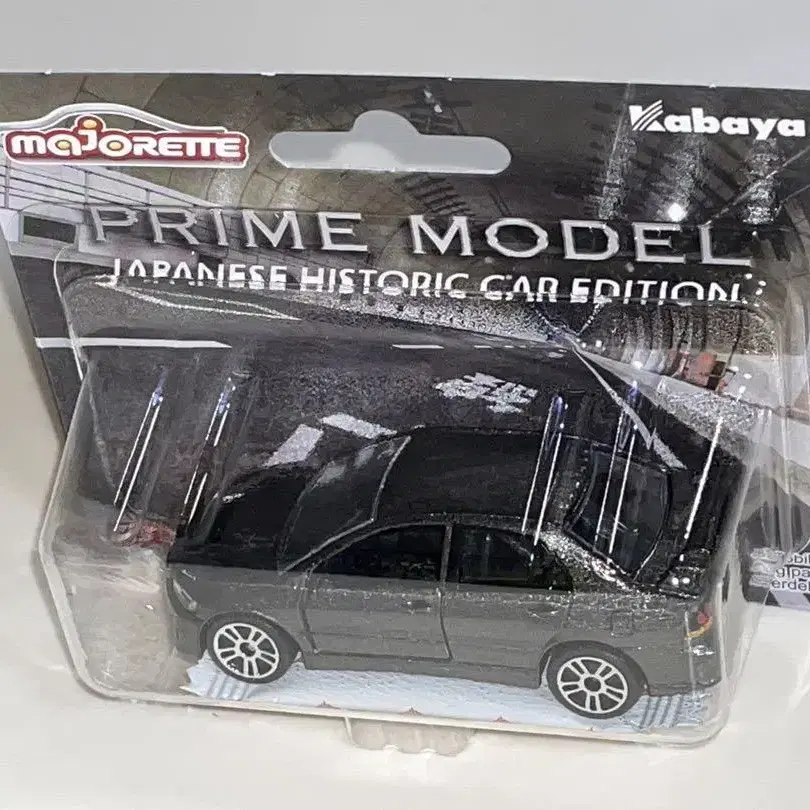 majORETTE
Kabaya
PRIME MODEL
JAPANESE HISTORIC CAR EDITION